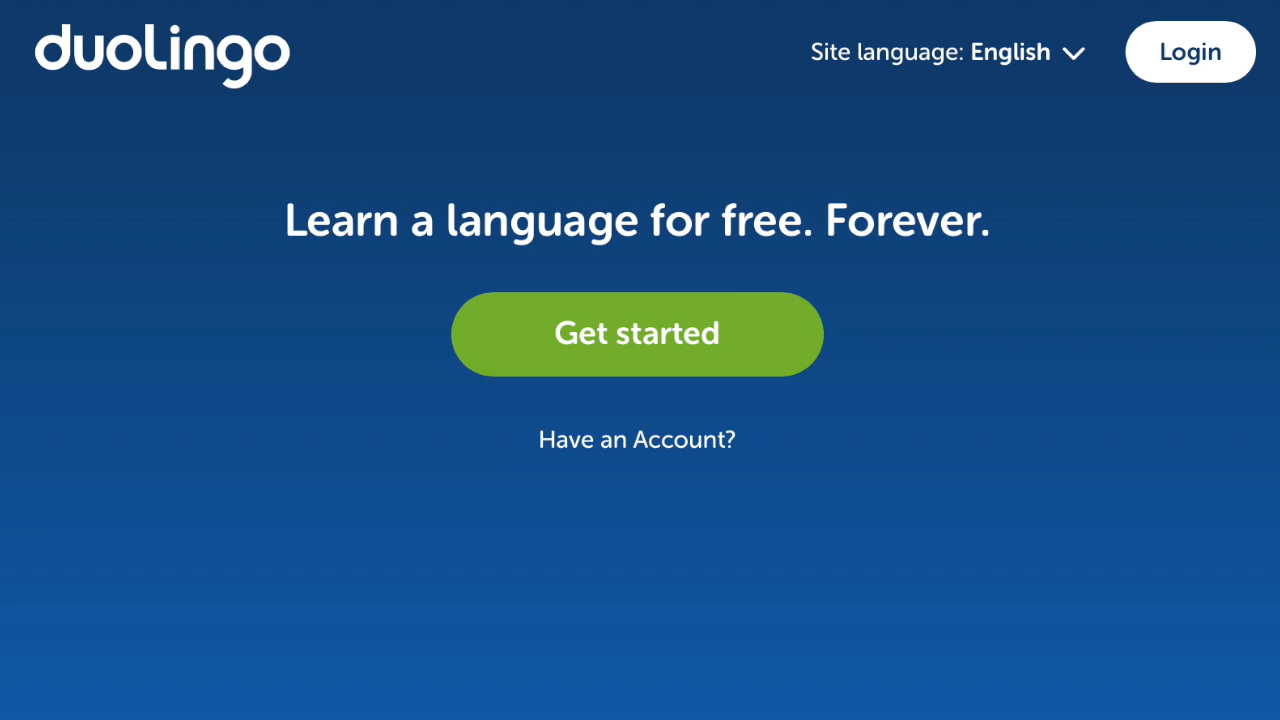 duolingo
Site language: English
Login
Learn a language for free. Forever.
Get started
Have an Account?